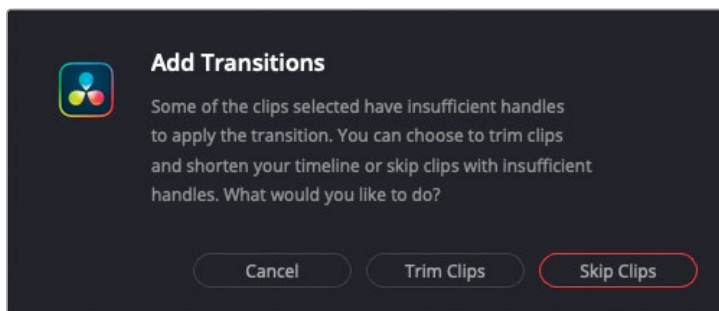 Add Transitions
Some of the clips selected have insufficient handles
to apply the transition. You can choose to trim clips
and shorten your timeline or skip clips with insufficient
handles. What would you like to do?
Cancel Trim Clips Skip Clips